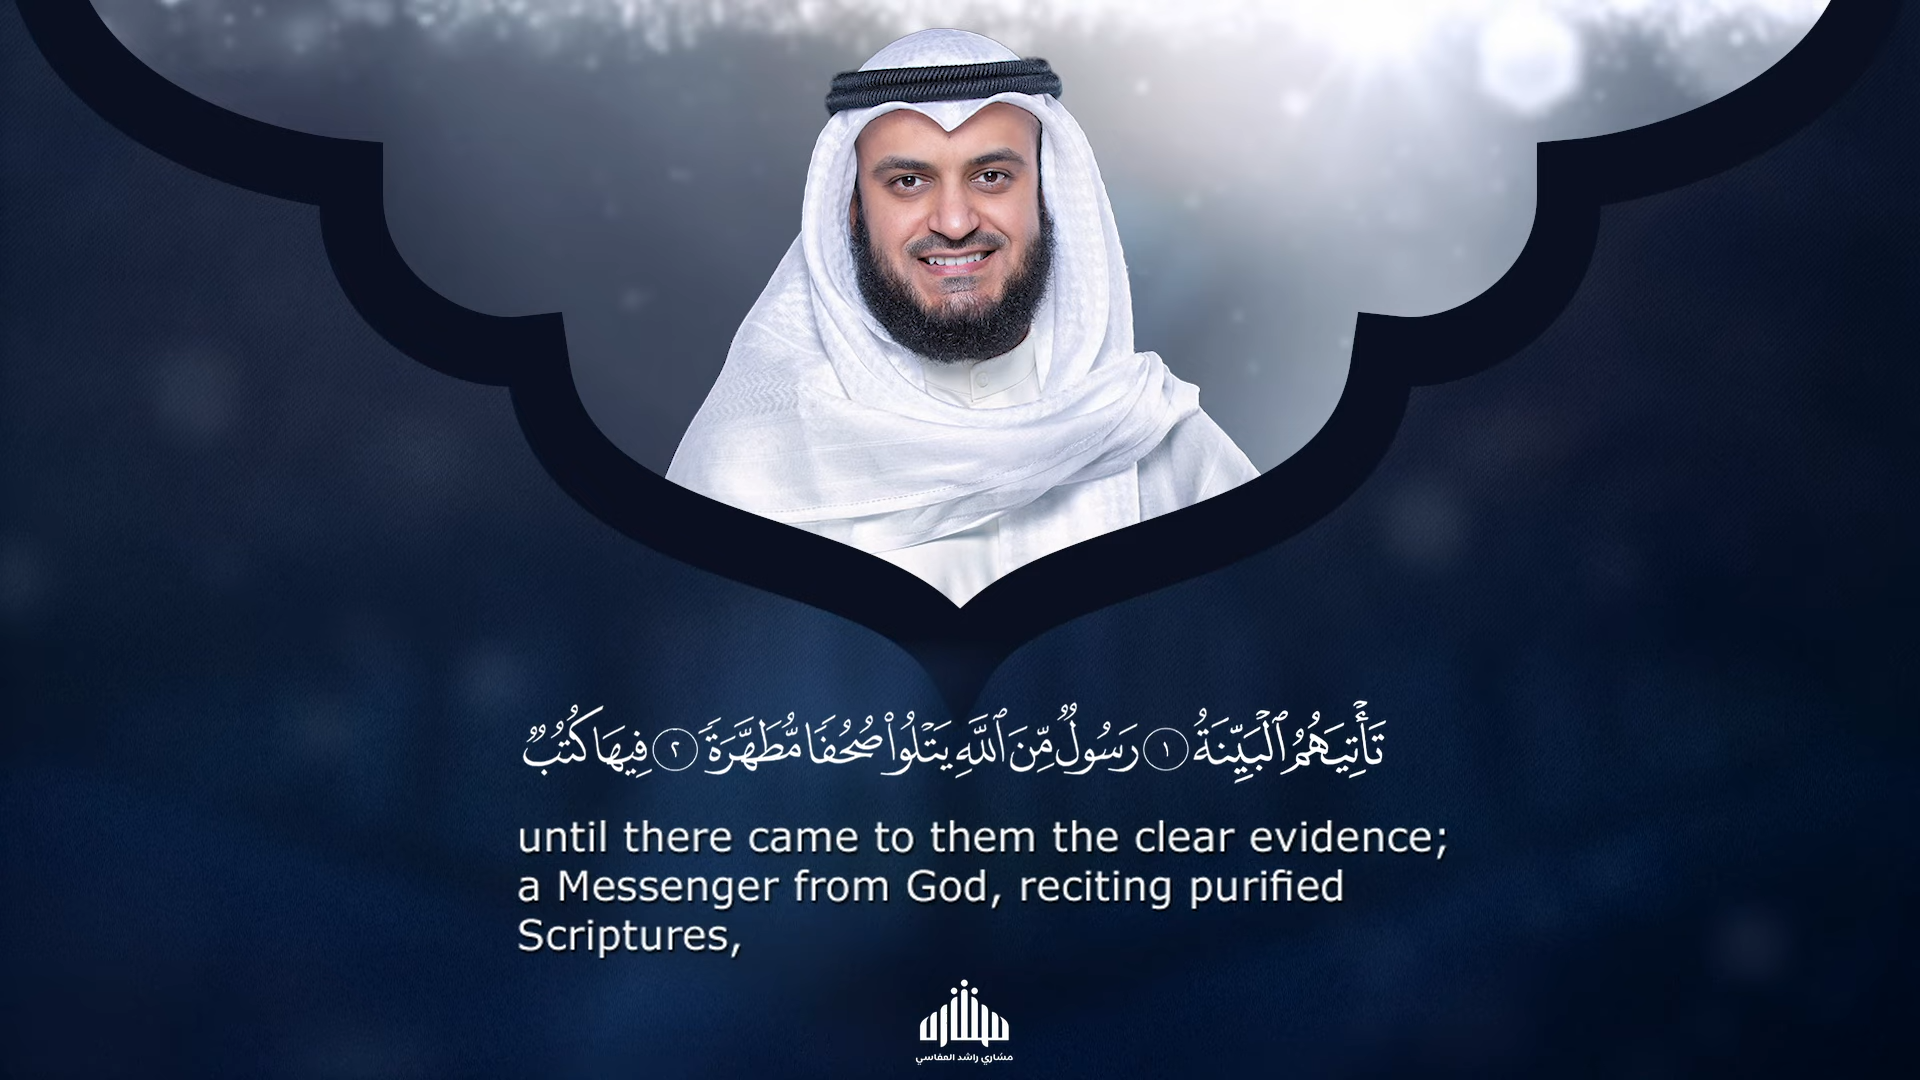 تَأْتِيَهُمُ ٱلْبَيِّنَةُ ١ رَسُولٌ مِّنَ ٱللَّهِ يَتْلُوا۟ صُحُفًا مُّطَهَّرَةً ٢ فِيهَا كُتُبٌ
until there came to them the clear evidence;
a Messenger from God, reciting purified
Scriptures,
مشاري
مشاري راشد العفاسي